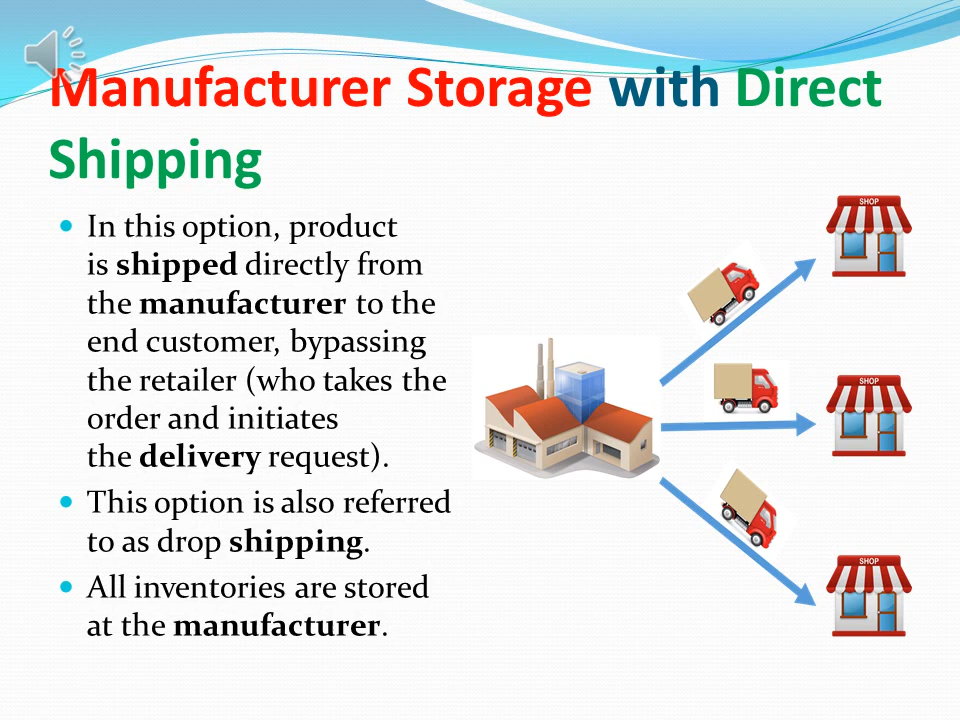 Manufacturer Storage with Direct
Shipping
In this option, product
is shipped directly from
the manufacturer to the
end customer, bypassing
the retailer (who takes the
order and initiates
the delivery request).
This option is also referred
to as drop shipping.
All inventories are stored
at the manufacturer.
SHOP
SHOP
SHOP